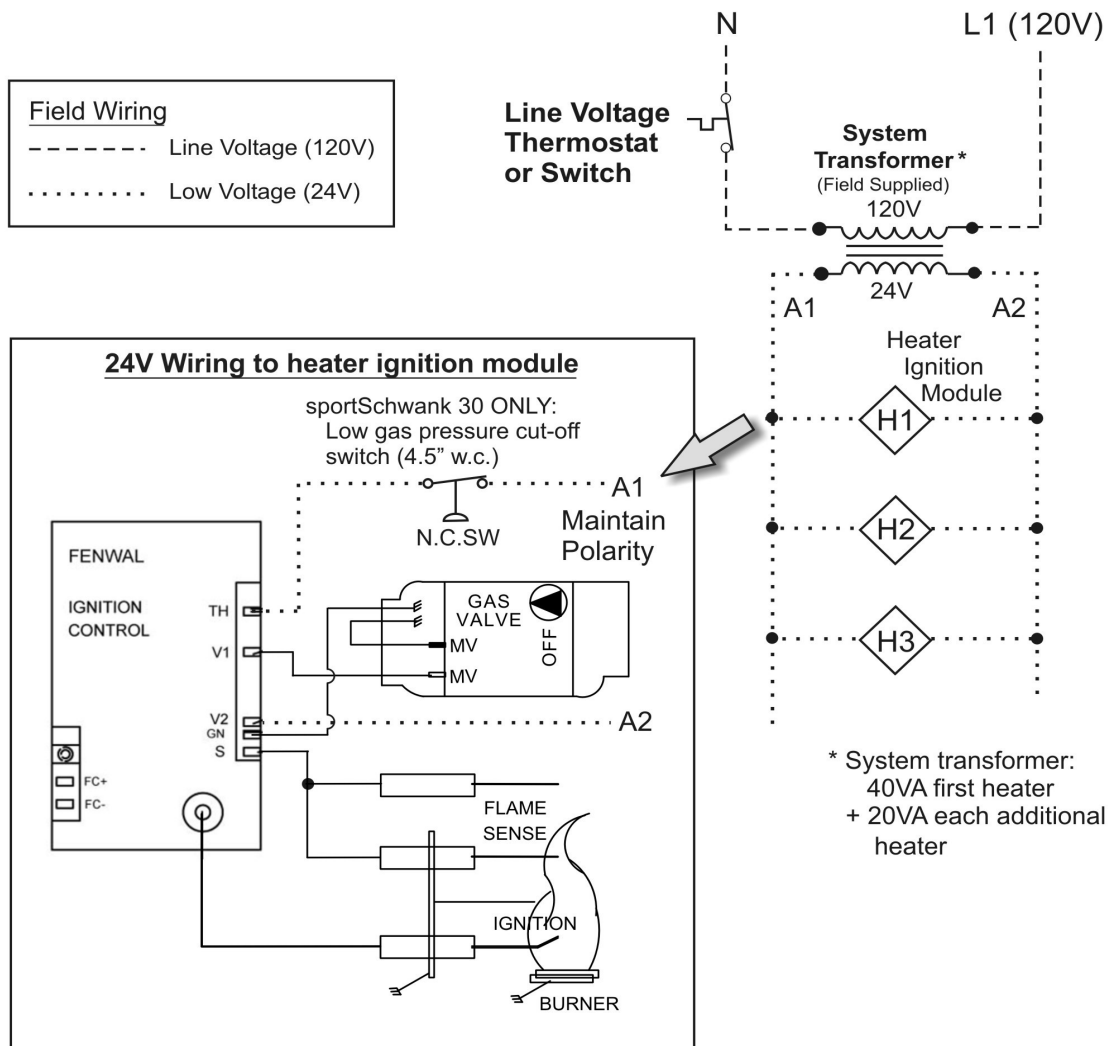 N
L1 (120V)
Field Wiring
Line Voltage (120V)
Low Voltage (24V)
Line Voltage
Thermostat
or Switch
System
Transformer*
(Field Supplied)
120V
24V
A1
A2
Heater
Ignition
Module
H1
H2
H3
* System transformer:
40VA first heater
+ 20VA each additional
heater
24V Wiring to heater ignition module
sportSchwank 30 ONLY:
Low gas pressure cut-off
switch (4.5” w.c.)
A1
Maintain
Polarity
N.C.SW
FENWAL
IGNITION
CONTROL
TH
V1
V2
GN
S
FC+
FC-
GAS
VALVE
OFF
MV
MV
A2
FLAME
SENSE
IGNITION
BURNER